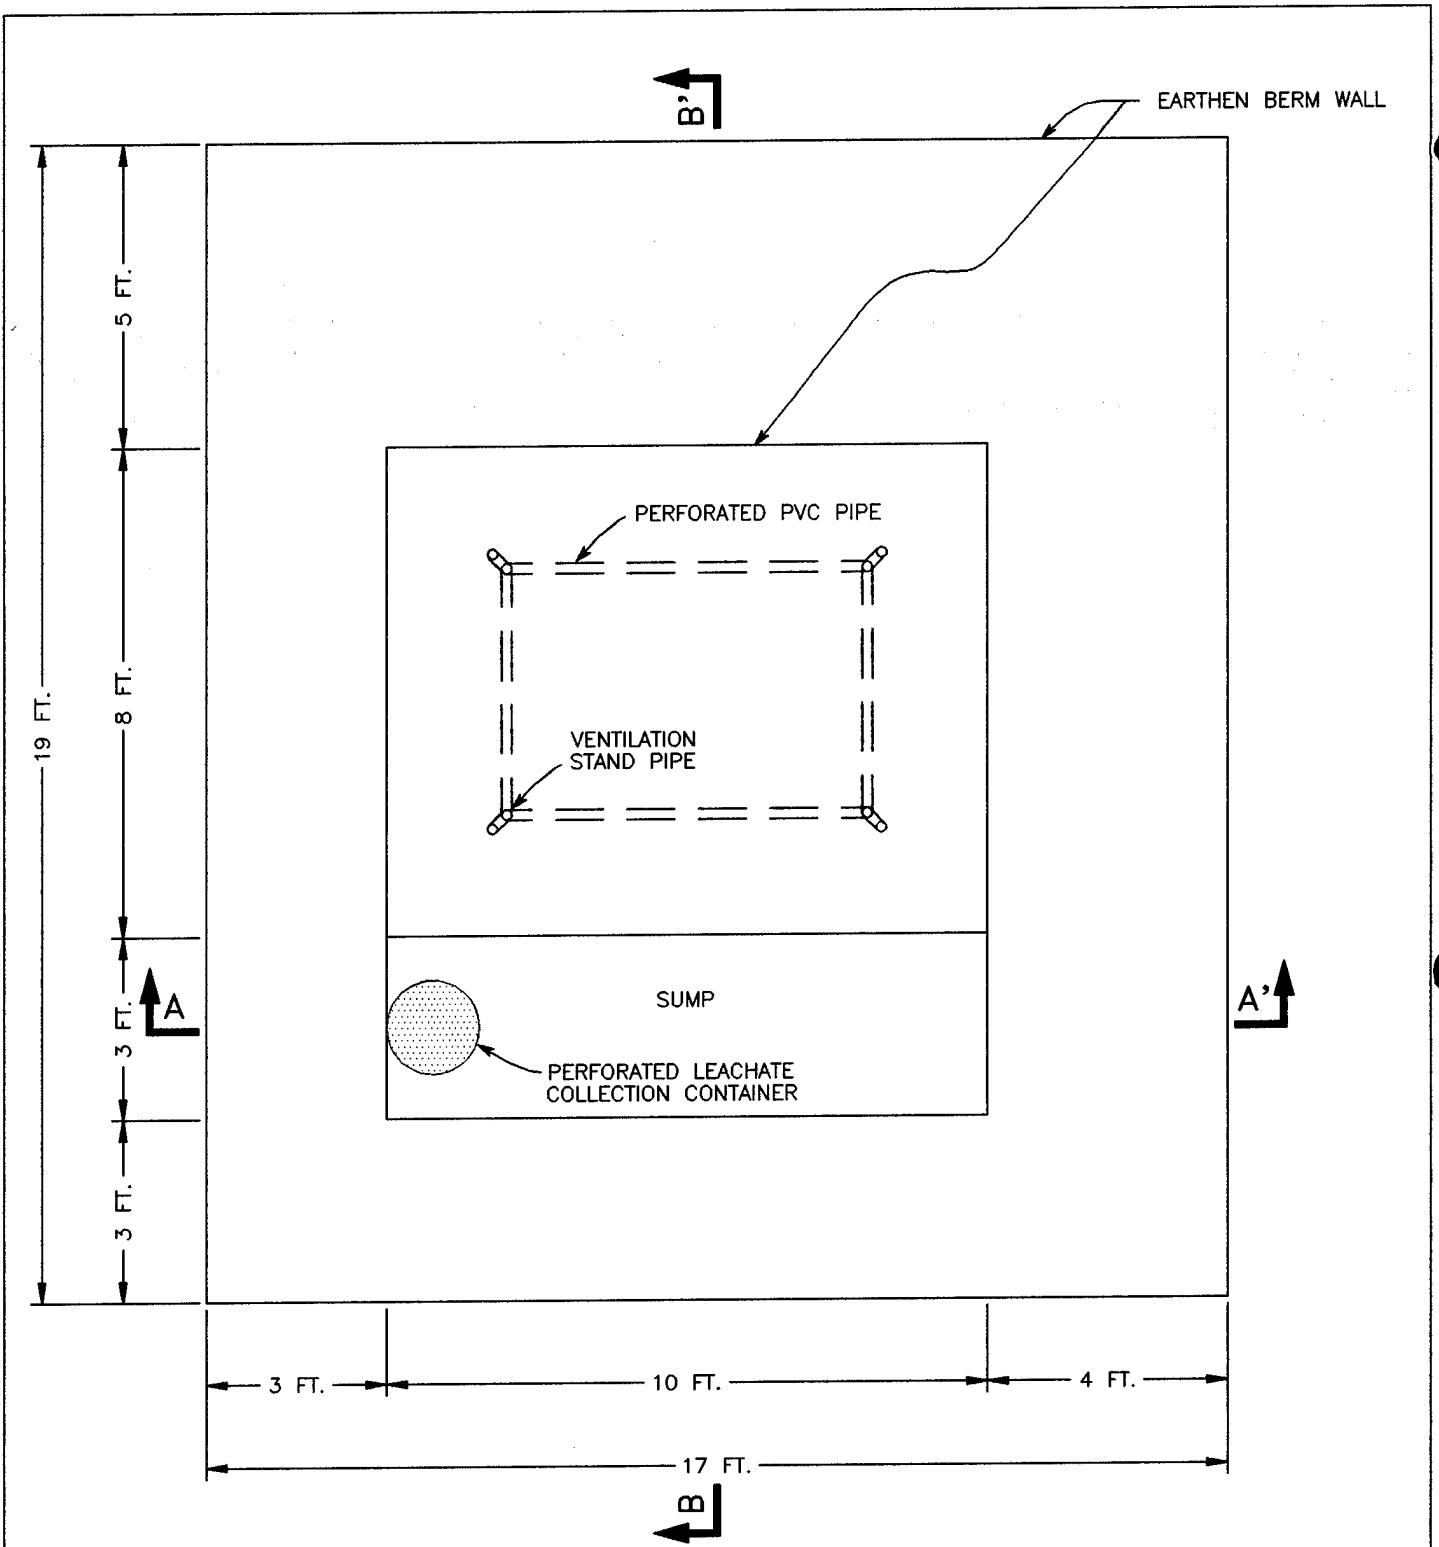 B'
EARTHEN BERM WALL
5 FT.
PERFORATED PVC PIPE
8 FT.
19 FT.
VENTILATION
STAND PIPE
A
3 FT.
SUMP
A'
PERFORATED LEACHATE
COLLECTION CONTAINER
3 FT.
3 FT.
10 FT.
4 FT.
17 FT.
B